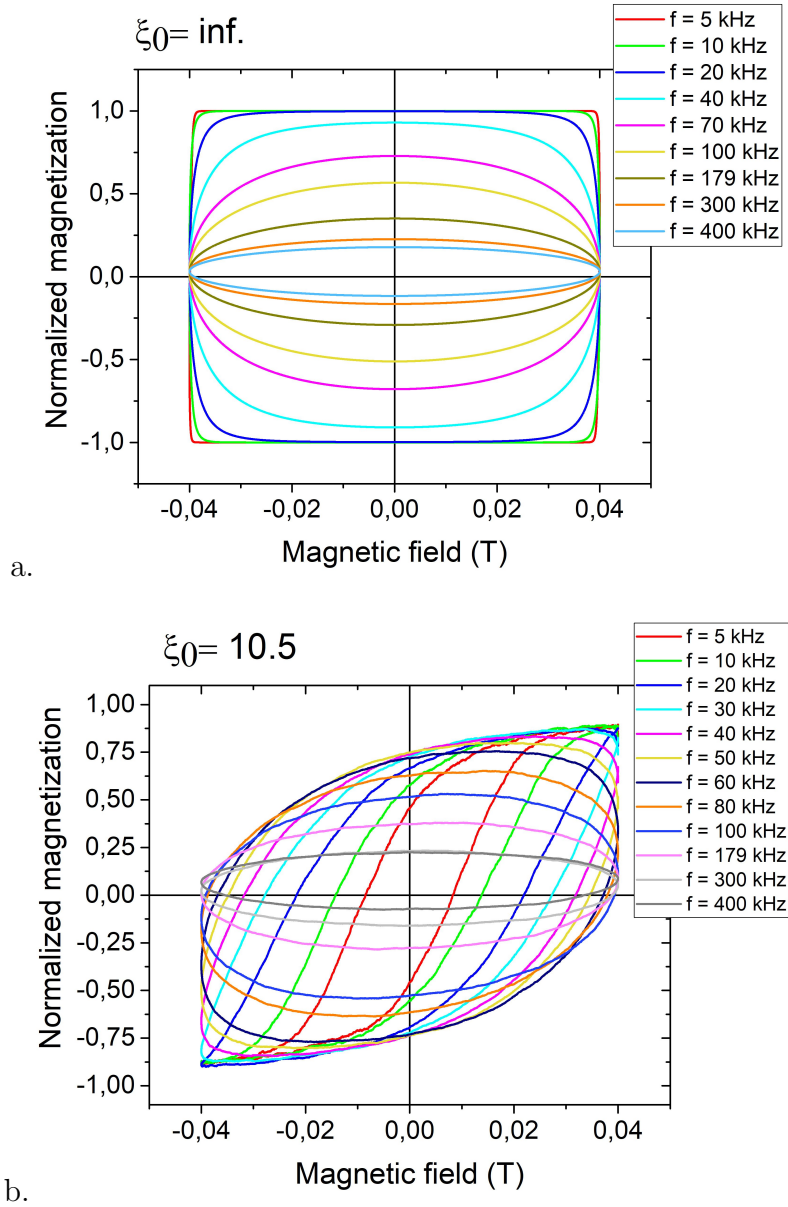 ξ0= inf.
f = 5 kHz
f = 10 kHz
f = 20 kHz
f = 40 kHz
f = 70 kHz
f = 100 kHz
f = 179 kHz
f = 300 kHz
f = 400 kHz
Normalized magnetization
1,0
0,5
0,0
-0,5
-1,0
-0,04
-0,02
0,00
0,02
0,04
Magnetic field (T)
a.
ξ0= 10.5
f = 5 kHz
f = 10 kHz
f = 20 kHz
f = 30 kHz
f = 40 kHz
f = 50 kHz
f = 60 kHz
f = 80 kHz
f = 100 kHz
f = 179 kHz
f = 300 kHz
f = 400 kHz
Normalized magnetization
1,00
0,75
0,50
0,25
0,00
-0,25
-0,50
-0,75
-1,00
-0,04
-0,02
0,00
0,02
0,04
Magnetic field (T)
b.